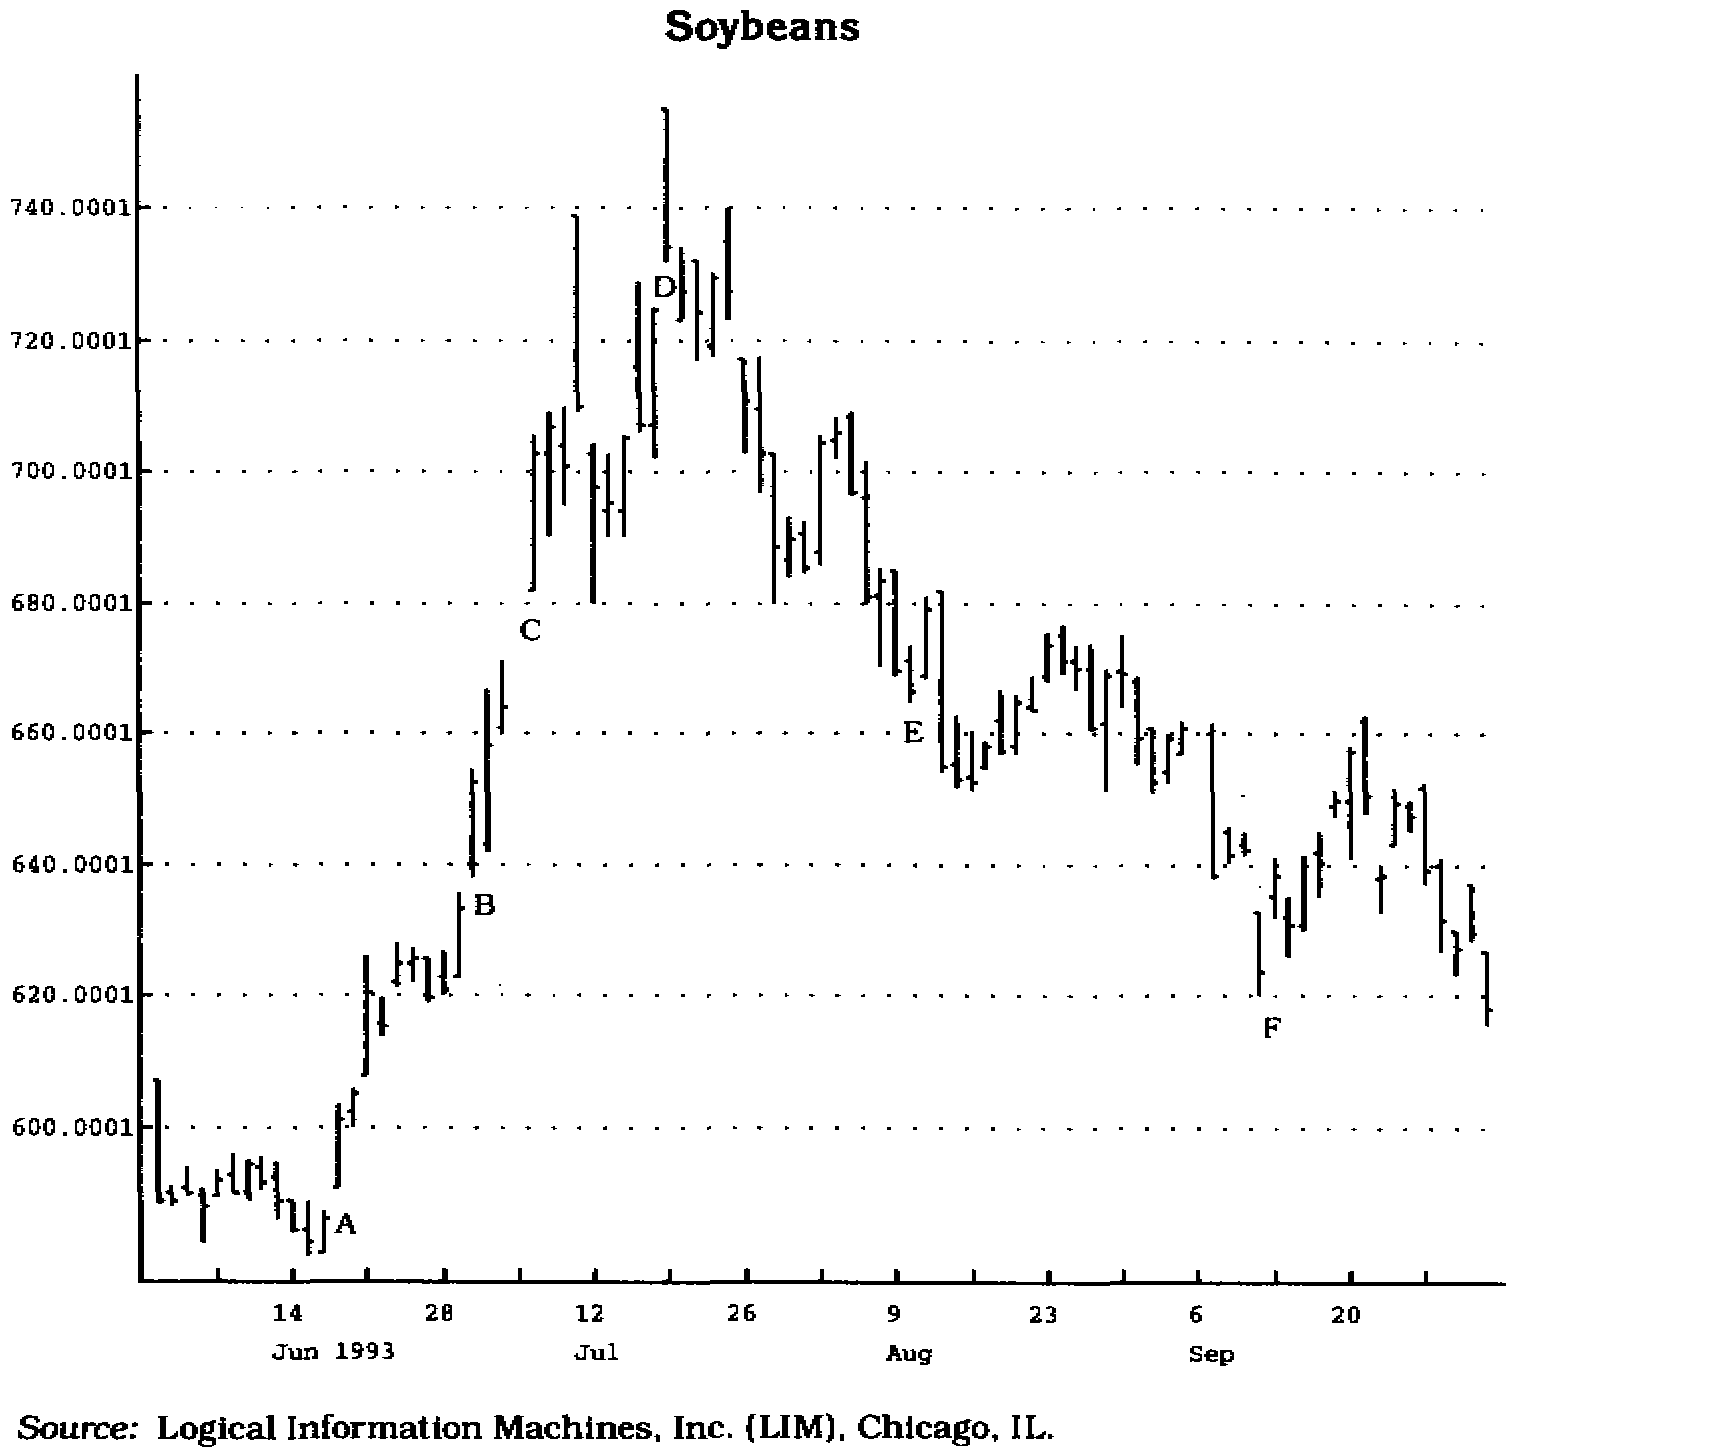 Soybeans
740.0001
D
720.0001
700.0001
680.0001
C
660.0001
E
640.0001
B
620.0001
F
600.0001
A
14 28 12 26 9 23 6 20
Jun 1993 Jul Aug Sep
Source: Logical Information Machines, Inc. (LIM), Chicago, IL.